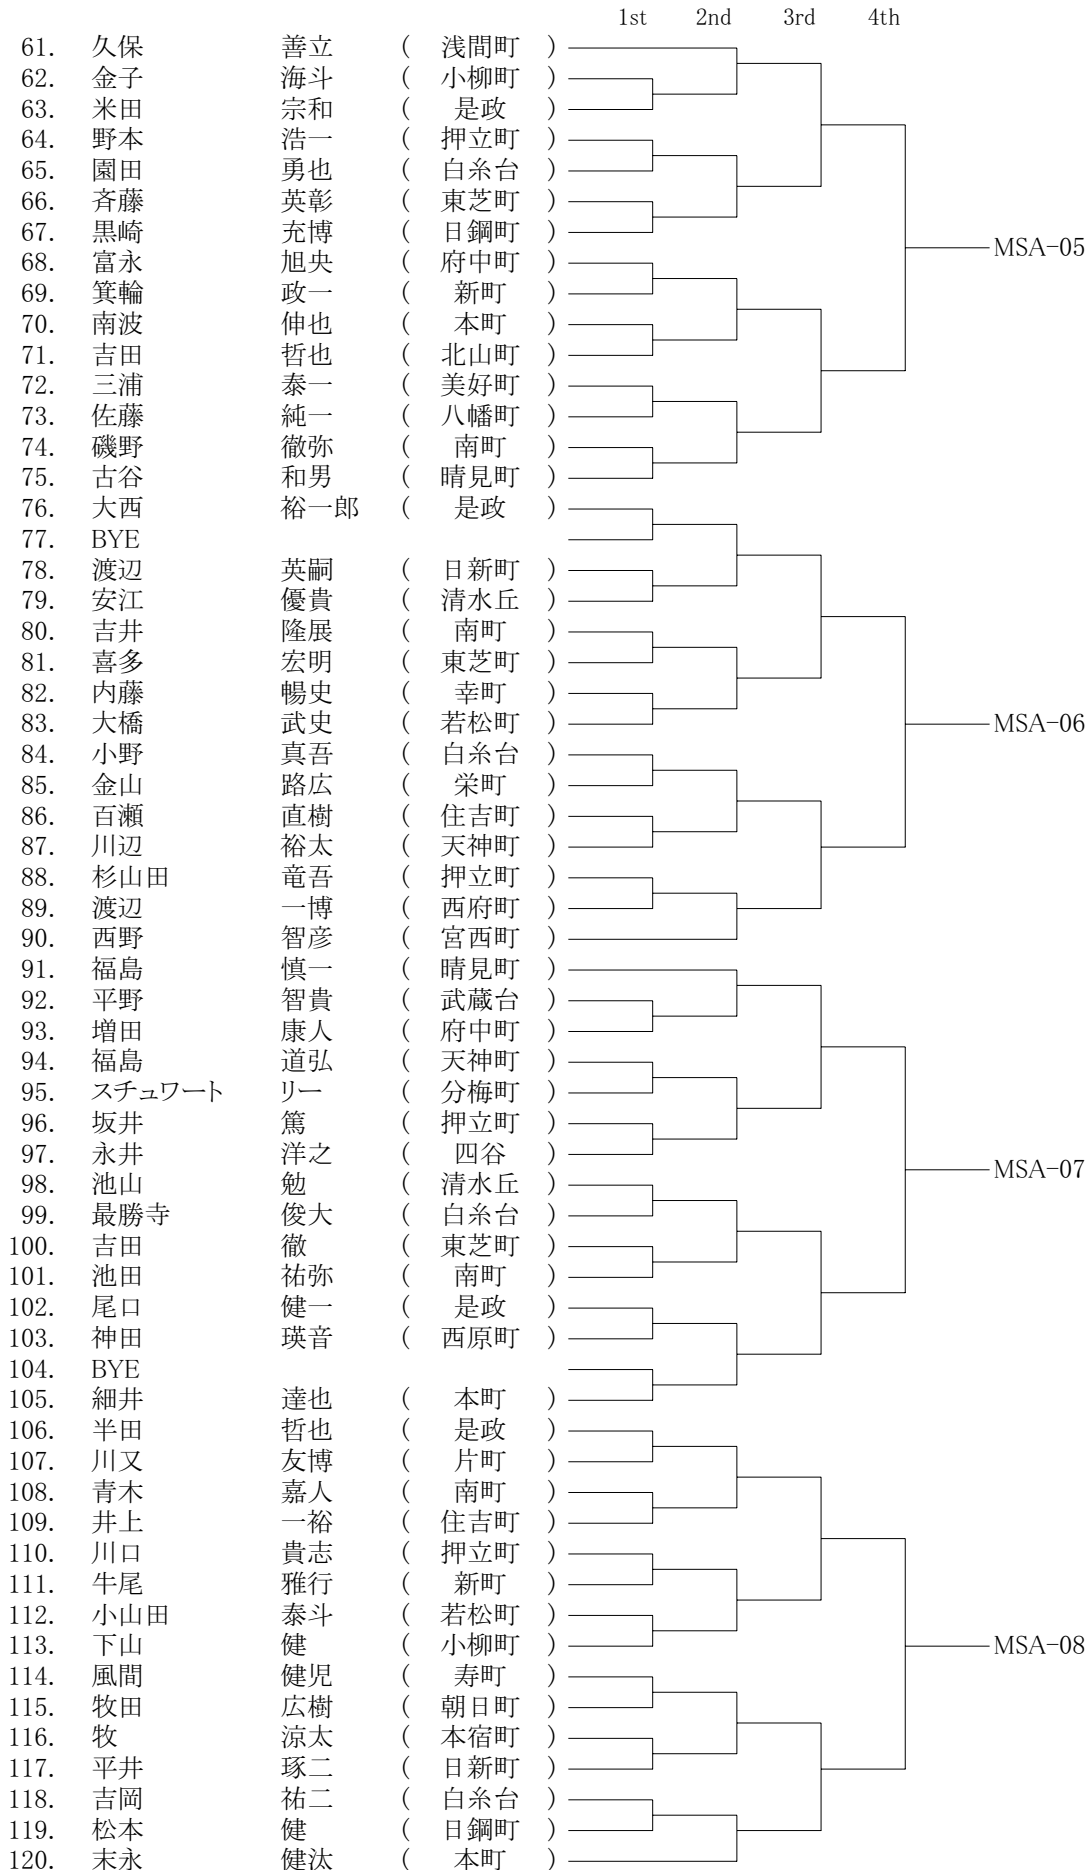 1st 2nd 3rd 4th
61. 久保 善立 ( 浅間町 )
62. 金子 海斗 ( 小柳町 )
63. 米田 宗和 ( 是政 )
64. 野本 浩一 ( 押立町 )
65. 園田 勇也 ( 白糸台 )
66. 斉藤 英彰 ( 東芝町 )
67. 黒崎 充博 ( 日鋼町 )
MSA-05
68. 富永 旭央 ( 府中町 )
69. 箕輪 政一 ( 新町 )
70. 南波 伸也 ( 本町 )
71. 吉田 哲也 ( 北山町 )
72. 三浦 泰一 ( 美好町 )
73. 佐藤 純一 ( 八幡町 )
74. 磯野 徹弥 ( 南町 )
75. 古谷 和男 ( 晴見町 )
76. 大西 裕一郎 ( 是政 )
77. BYE
78. 渡辺 英嗣 ( 日新町 )
79. 安江 優貴 ( 清水丘 )
80. 吉井 隆展 ( 南町 )
81. 喜多 宏明 ( 東芝町 )
82. 内藤 暢史 ( 幸町 )
83. 大橋 武史 ( 若松町 ) MSA-06
84. 小野 真吾 ( 白糸台 )
85. 金山 路広 ( 栄町 )
86. 百瀬 直樹 ( 住吉町 )
87. 川辺 裕太 ( 天神町 )
88. 杉山田 竜吾 ( 押立町 )
89. 渡辺 一博 ( 西府町 )
90. 西野 智彦 ( 宮西町 )
91. 福島 慎一 ( 晴見町 )
92. 平野 智貴 ( 武蔵台 )
93. 増田 康人 ( 府中町 )
94. 福島 道弘 ( 天神町 )
95. スチュワート リー ( 分梅町 )
96. 坂井 篤 ( 押立町 )
97. 永井 洋之 ( 四谷 )
MSA-07
98. 池山 勉 ( 清水丘 )
99. 最勝寺 俊大 ( 白糸台 )
100. 吉田 徹 ( 東芝町 )
101. 池田 祐弥 ( 南町 )
102. 尾口 健一 ( 是政 )
103. 神田 瑛音 ( 西原町 )
104. BYE
105. 細井 達也 ( 本町 )
106. 半田 哲也 ( 是政 )
107. 川又 友博 ( 片町 )
108. 青木 嘉人 ( 南町 )
109. 井上 一裕 ( 住吉町 )
110. 川口 貴志 ( 押立町 )
111. 牛尾 雅行 ( 新町 )
112. 小山田 泰斗 ( 若松町 )
113. 下山 健 ( 小柳町 ) MSA-08
114. 風間 健児 ( 寿町 )
115. 牧田 広樹 ( 朝日町 )
116. 牧 涼太 ( 本宿町 )
117. 平井 琢二 ( 日新町 )
118. 吉岡 祐二 ( 白糸台 )
119. 松本 健 ( 日鋼町 )
120. 末永 健汰 ( 本町 )